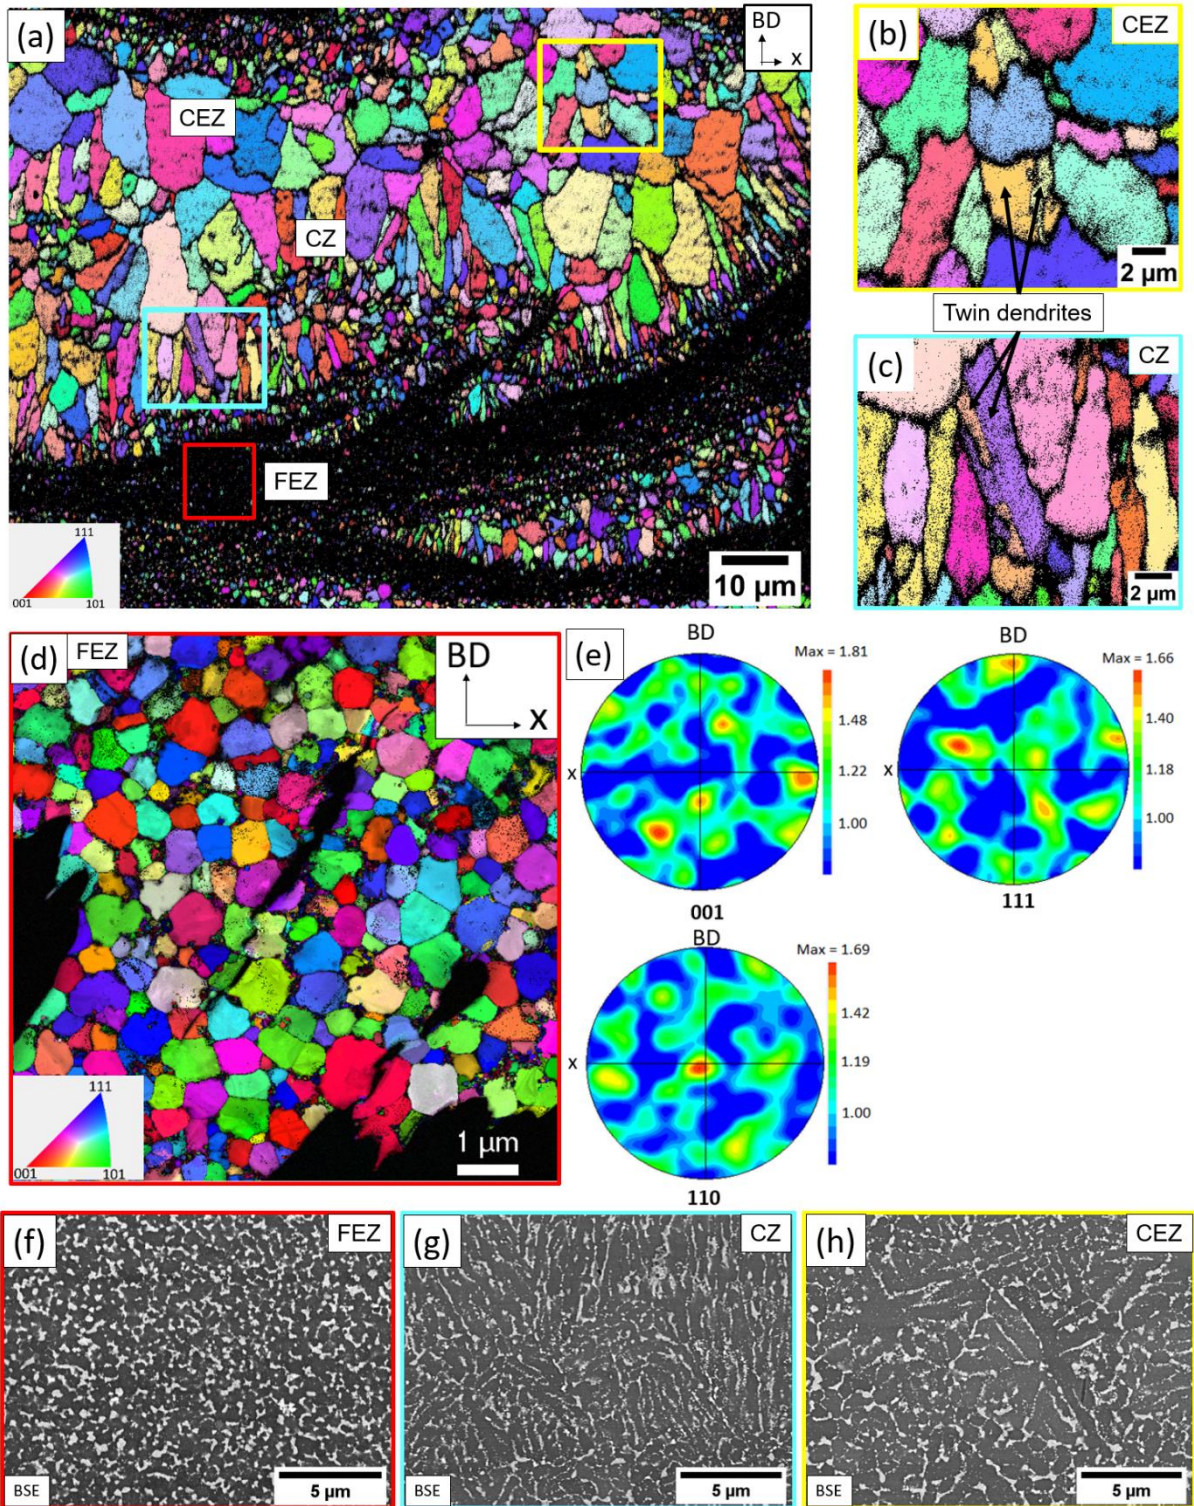 (a)
BD
x
CEZ
CZ
FEZ
111
001
101
10 µm
(b)
CEZ
2 µm
Twin dendrites
(c)
CZ
2 µm
(d)
FEZ
BD
x
111
001
101
1 µm
(e)
BD
Max = 1.81
x
1.48
1.22
1.00
001
BD
Max = 1.66
x
1.40
1.18
1.00
111
BD
Max = 1.69
x
1.42
1.19
1.00
110
(f)
FEZ
BSE
5 µm
(g)
CZ
BSE
5 µm
(h)
CEZ
BSE
5 µm